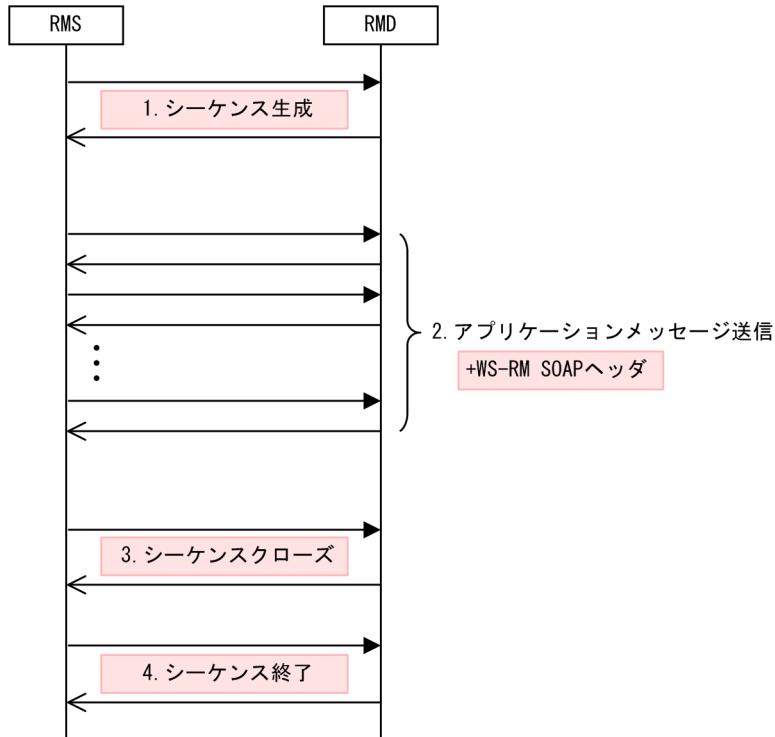 RMS
RMD
1.シーケンス生成
2.アプリケーションメッセージ送信
+WS-RM SOAPヘッダ
3.シーケンスクローズ
4.シーケンス終了